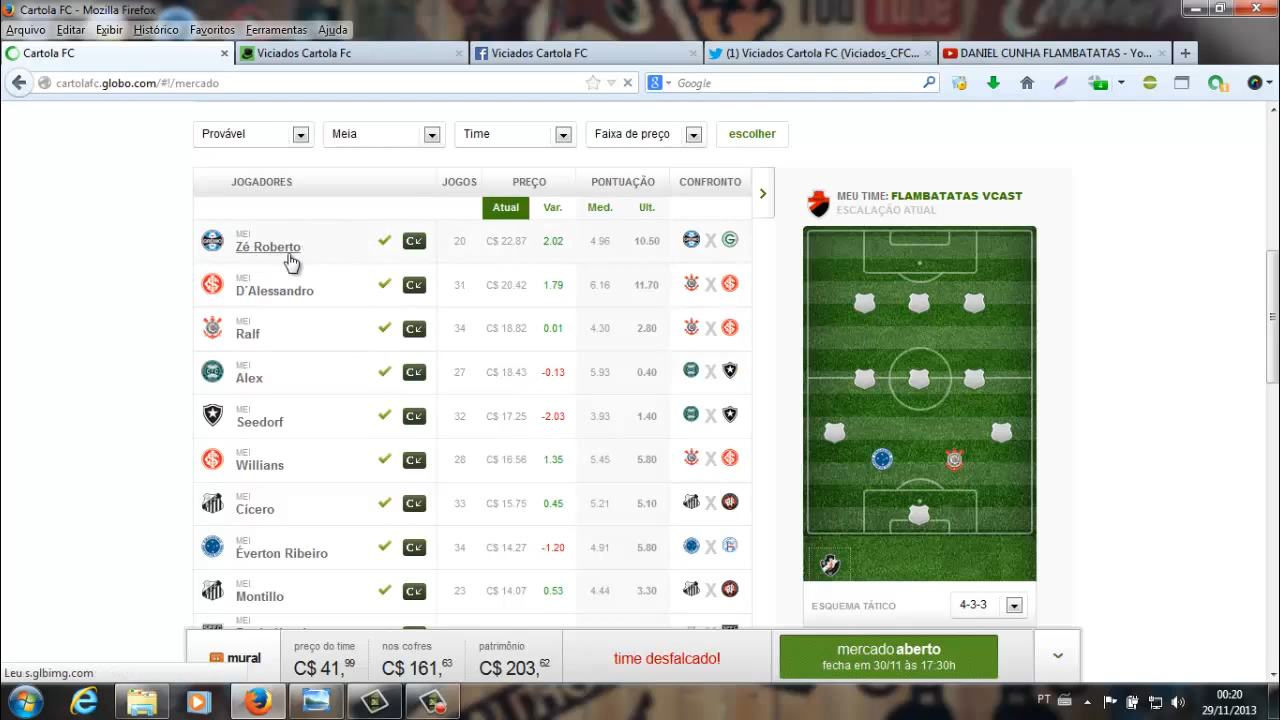 Cartola FC - Mozilla Firefox
Arquivo Editar Exibir Histórico Favoritos Ferramentas Ajuda
Cartola FC
Viciados Cartola FC
Viciados Cartola FC
(1) Viciados Cartola FC (Viciados_CFC...
DANIEL CUNHA FLAMBATATAS - Yo...
cartolafc.globo.com/#!/mercado
Google
Provável Meia Time Faixa de preço escolher
JOGADORES JOGOS PREÇO PONTUAÇÃO CONFRONTO
Atual Var. Med. Ult.
MEI
Zé Roberto 20 C$ 22.87 2.02 4.96 10.50 X
MEI
D'Alessandro 31 C$ 20.42 1.79 6.16 11.70 X
MEI
Ralf 34 C$ 18.82 0.01 4.30 2.80 X
MEI
Alex 27 C$ 18.43 -0.13 5.93 0.40 X
MEI
Seedorf 32 C$ 17.25 -2.03 3.93 1.40 X
MEI
Willians 28 C$ 16.56 1.35 5.45 5.80 X
MEI
Cícero 33 C$ 15.75 0.45 5.21 5.10 X
MEI
Éverton Ribeiro 34 C$ 14.27 -1.20 4.91 5.80 X
MEI
Montillo 23 C$ 14.07 0.53 4.44 3.30 X
MEU TIME: FLAMBATATAS VCAST
ESCALAÇÃO ATUAL
ESQUEMA TÁTICO 4-3-3
mural
preço do time
C$ 41,99
nos cofres
C$ 161,63
patrimônio
C$ 203,62
time desfalcado!
mercado aberto
fecha em 30/11 às 17:30h
Leu s.glbimg.com
PT
00:20
29/11/2013